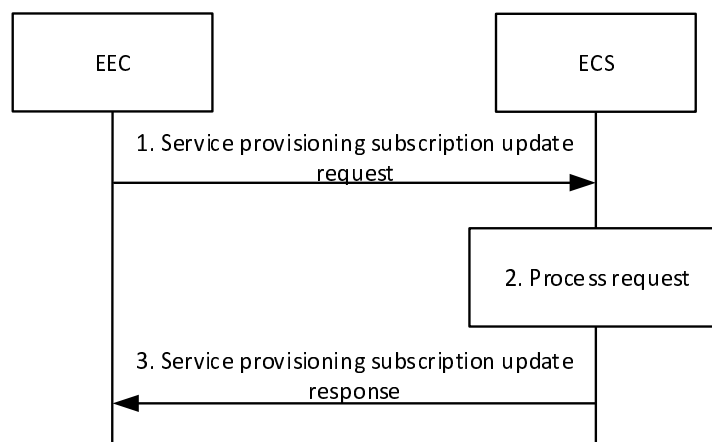 EEC
ECS
1. Service provisioning subscription update
request
2. Process request
3. Service provisioning subscription update
response